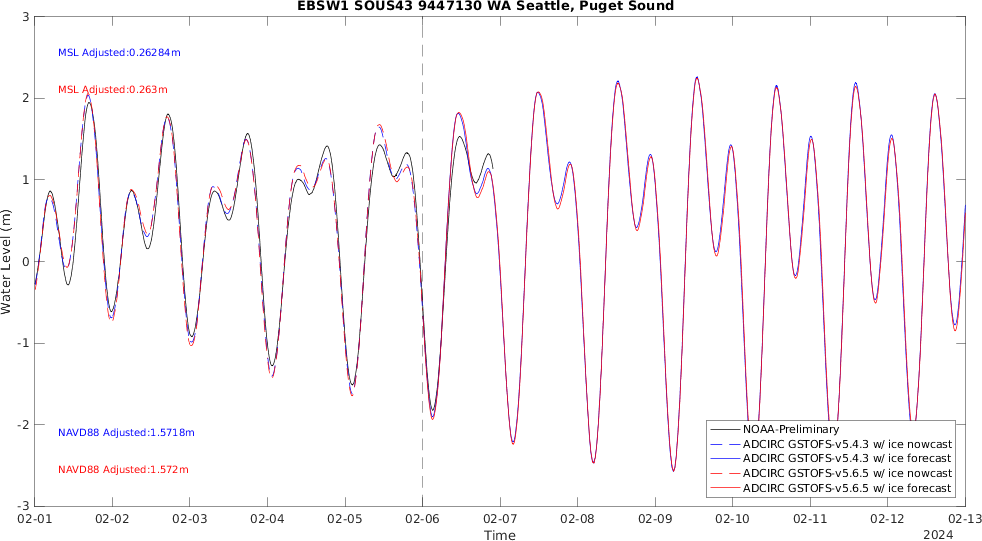 EBSW1 SOUS43 9447130 WA Seattle, Puget Sound
3
2
1
0
-1
-2
-3
Water Level (m)
MSL Adjusted:0.26284m
MSL Adjusted:0.263m
NAVD88 Adjusted:1.5718m
NAVD88 Adjusted:1.572m
NOAA-Preliminary
ADCIRC GSTOFS-v5.4.3 w/ ice nowcast
ADCIRC GSTOFS-v5.4.3 w/ ice forecast
ADCIRC GSTOFS-v5.6.5 w/ ice nowcast
ADCIRC GSTOFS-v5.6.5 w/ ice forecast
02-01 02-02 02-03 02-04 02-05 02-06 02-07 02-08 02-09 02-10 02-11 02-12 02-13
Time
2024